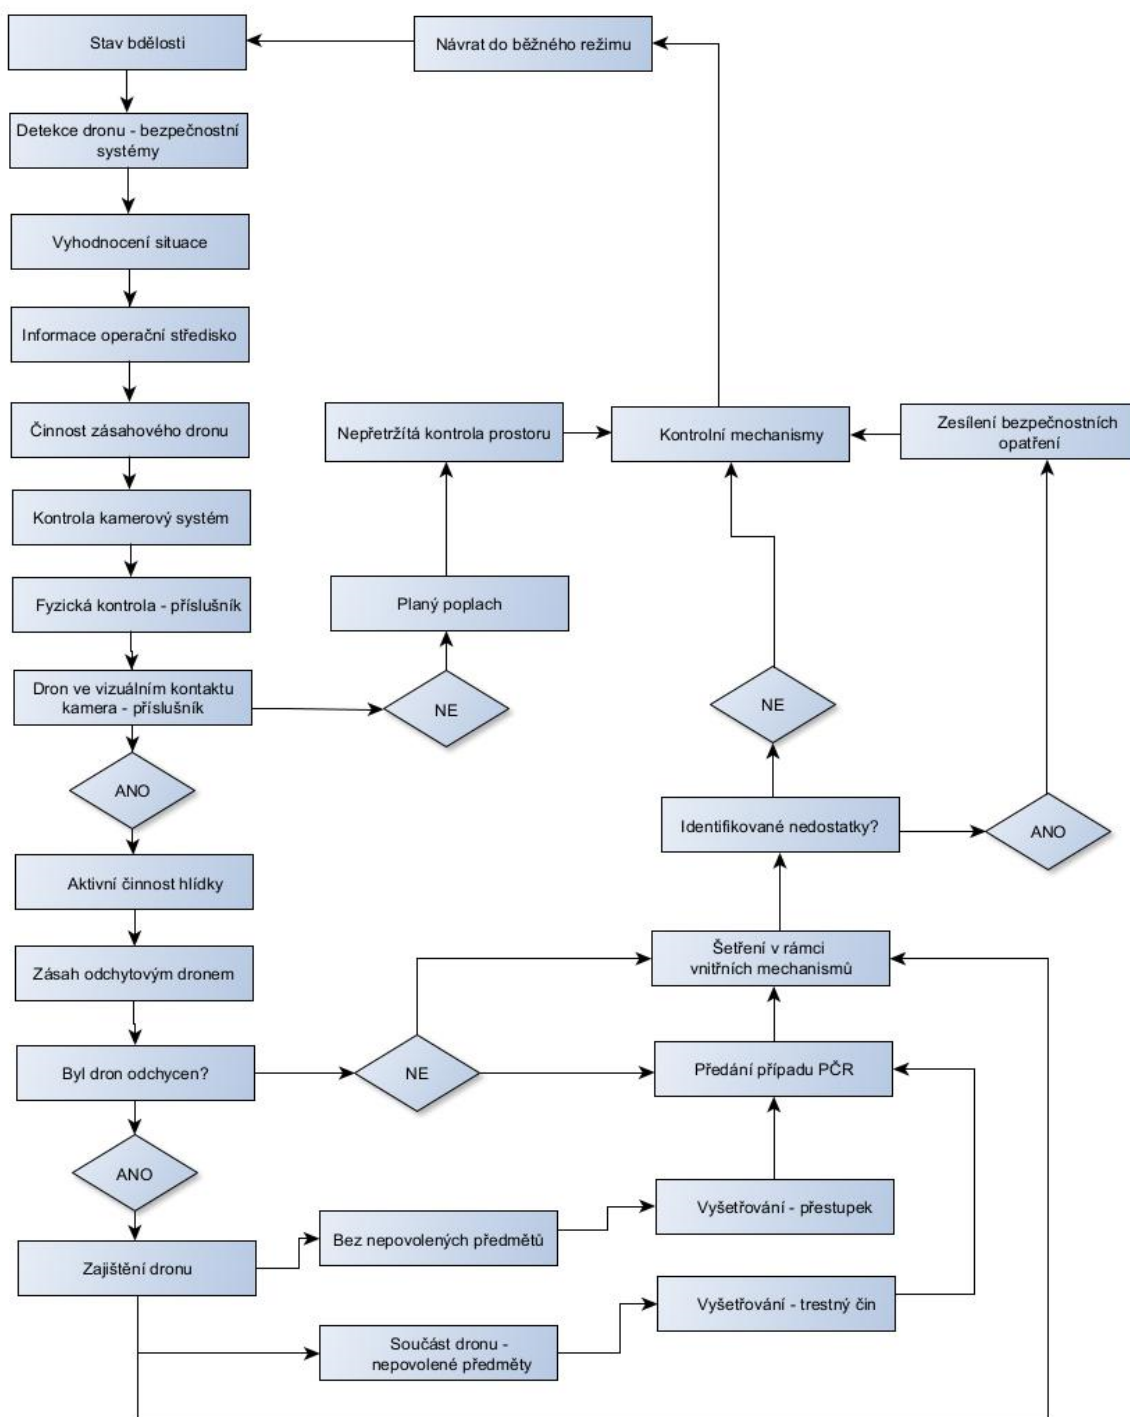 Stav bdělosti
Návrat do běžného režimu
Detekce dronu - bezpečnostní
systémy
Vyhodnocení situace
Informace operační středisko
Činnost zásahového dronu
Nepřetržítá kontrola prostoru
Kontrolní mechanismy
Zesílení bezpečnostních
opatření
Kontrola kamerový systém
Fyzická kontrola - příslušník
Planý poplach
Dron ve vizuálním kontaktu
kamera - příslušník
NE
NE
ANO
Identifikované nedostatky?
ANO
Aktivní činnost hlídky
Zásah odchytovým dronem
Šetření v rámci
vnitřních mechanismů
Byl dron odchycen?
NE
Předání případu PČR
ANO
Bez nepovolených předmětů
Vyšetřování - přestupek
Zajištění dronu
Vyšetřování - trestný čin
Součást dronu -
nepovolené předměty